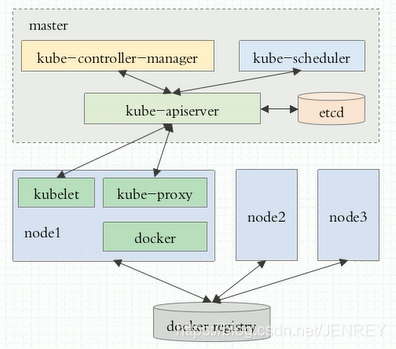 master
kube-controller-manager
kube-scheduler
kube-apiserver
etcd
kubelet
kube-proxy
node1
docker
node2
node3
docker registry
https://blog.csdn.net/JENREY